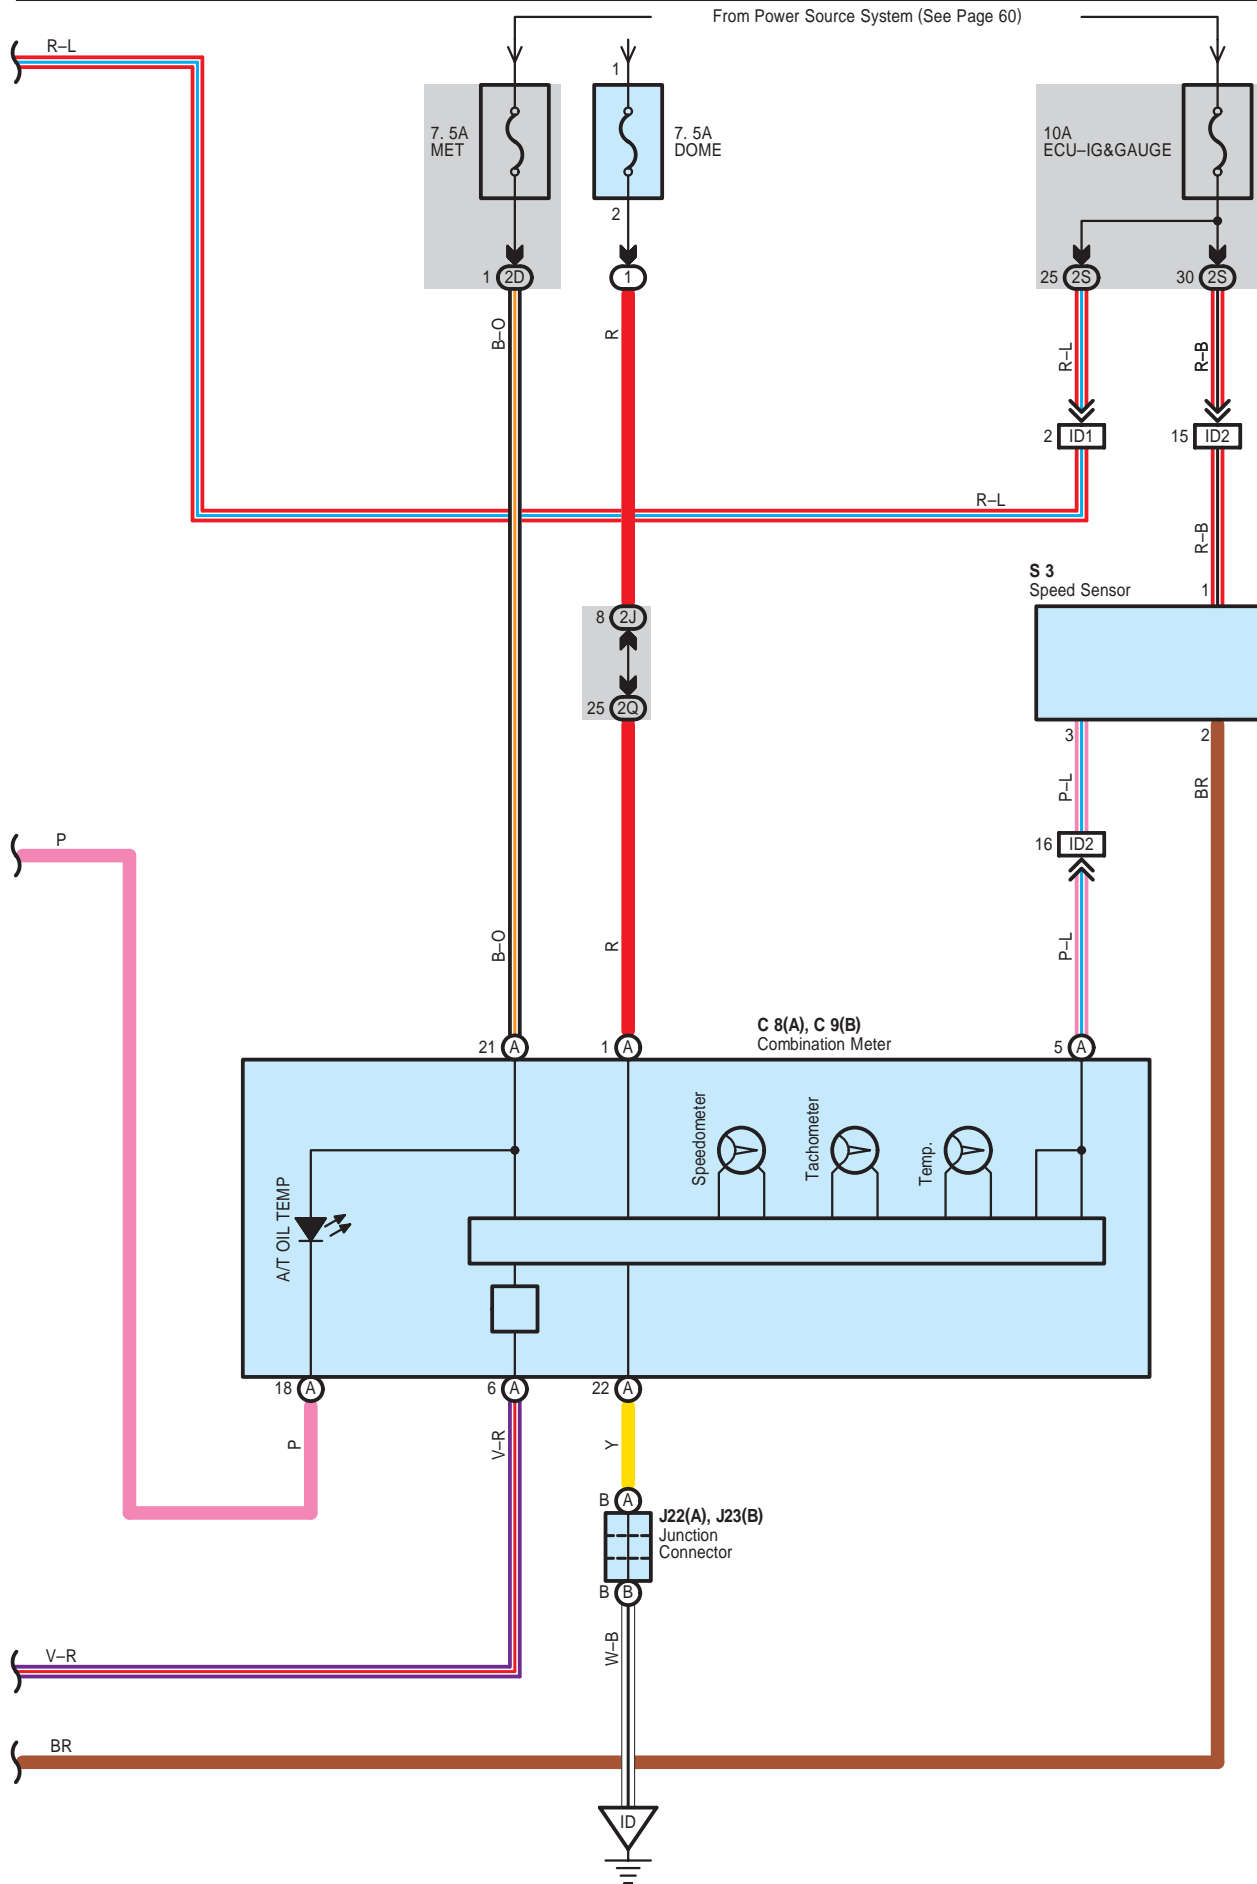 From Power Source System (See Page 60)
R–L
1
7. 5A
MET
7. 5A
DOME
10A
ECU–IG&GAUGE
2
1 2D
1
25 2S
30 2S
B–O
R
R–L
R–B
2 ID1
15 ID2
R–L
R–B
S 3
Speed Sensor
1
8 2J
25 2Q
3
2
P–L
BR
P
16 ID2
B–O
R
P–L
C 8(A), C 9(B)
Combination Meter
21 A
1 A
5 A
Speedometer
Tachometer
Temp.
A/T OIL TEMP
18 A
6 A
22 A
P
V–R
Y
B A
J22(A), J23(B)
Junction
Connector
B B
W–B
V–R
BR
ID